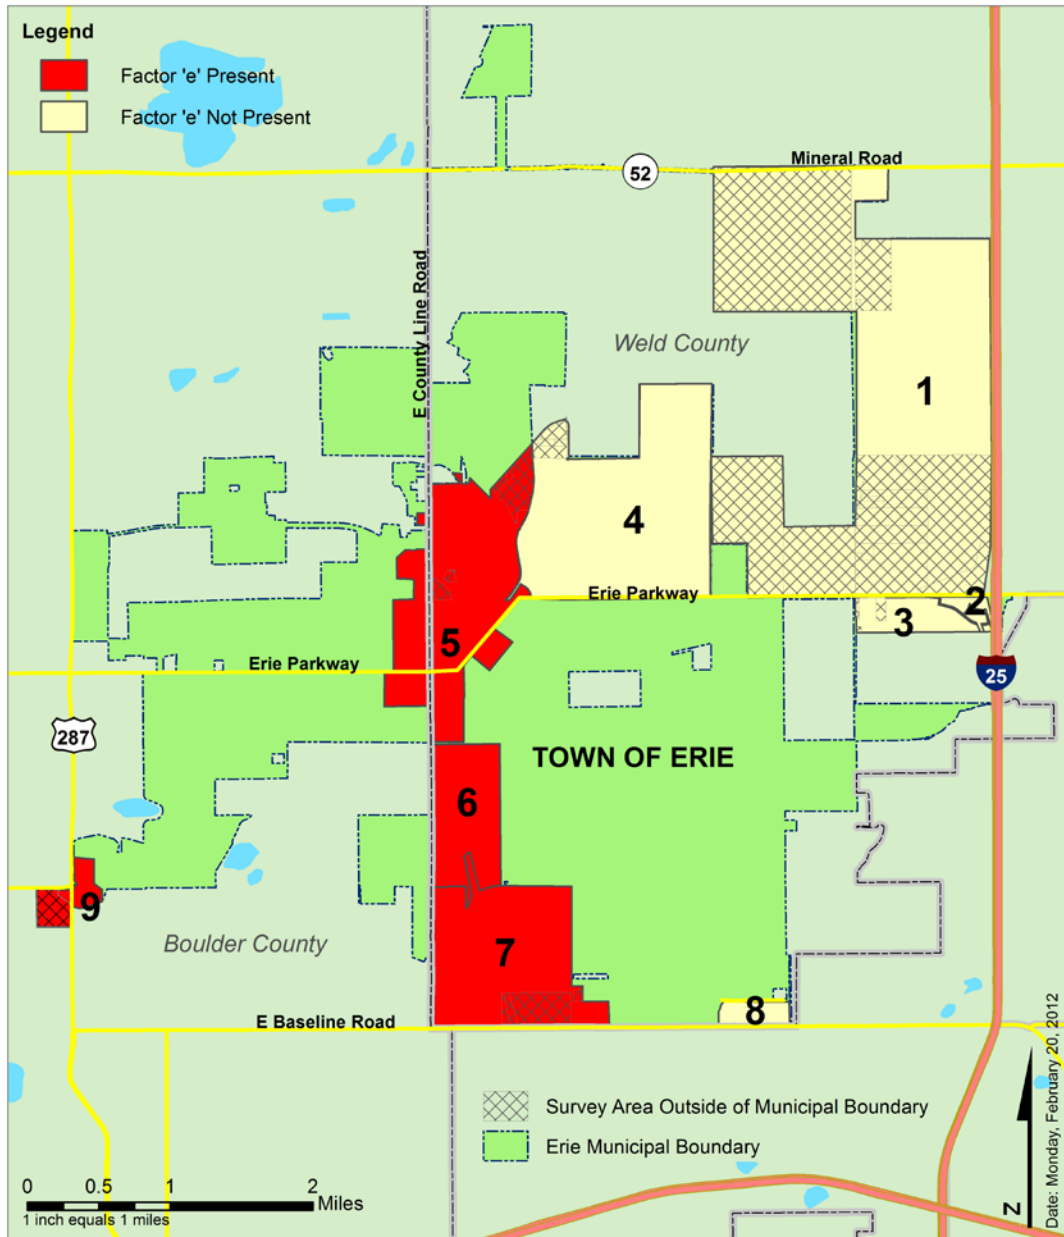 Legend
Factor 'e' Present
Factor 'e' Not Present
Mineral Road
52
E County Line Road
Weld County
1
4
2
Erie Parkway
3
5
Erie Parkway
25
287
TOWN OF ERIE
6
9
Boulder County
7
8
E Baseline Road
Survey Area Outside of Municipal Boundary
Erie Municipal Boundary
0 0.5 1 2
Miles
1 inch equals 1 miles
N
Date: Monday, February 20, 2012